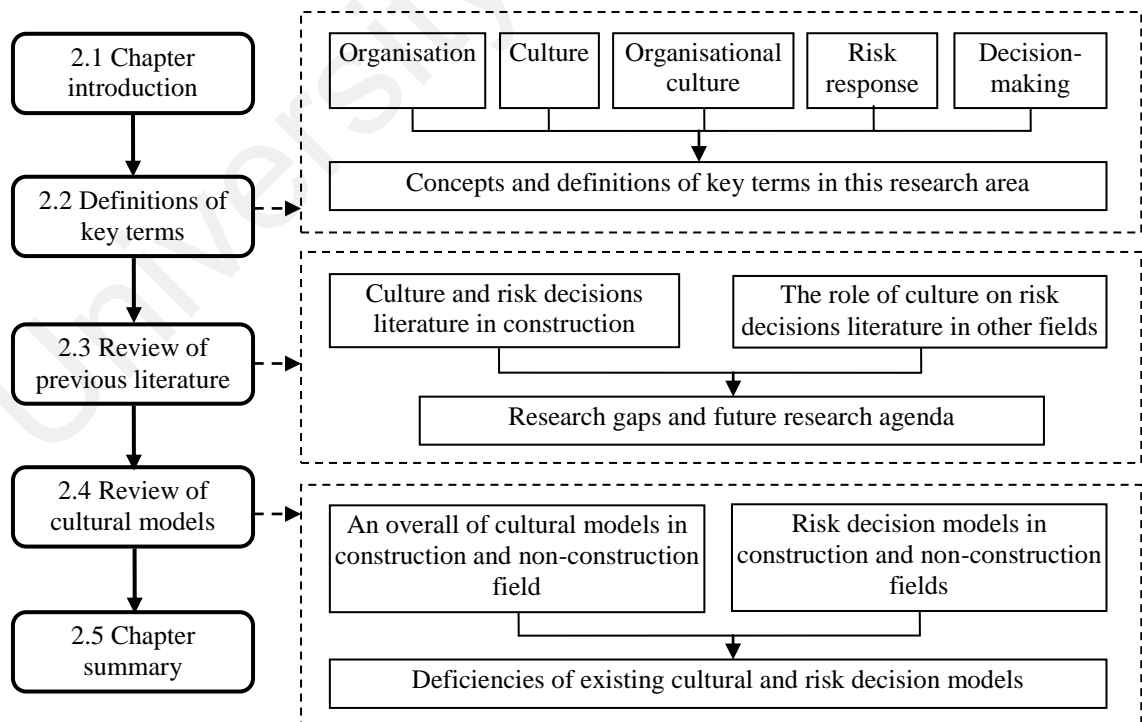 2.1 Chapter
introduction
2.2 Definitions of
key terms
2.3 Review of
previous literature
2.4 Review of
cultural models
2.5 Chapter
summary
Organisation
Culture
Organisational
culture
Risk
response
Decision-
making
Concepts and definitions of key terms in this research area
Culture and risk decisions
literature in construction
The role of culture on risk
decisions literature in other fields
Research gaps and future research agenda
An overall of cultural models in
construction and non-construction
field
Risk decision models in
construction and non-construction
fields
Deficiencies of existing cultural and risk decision models
University